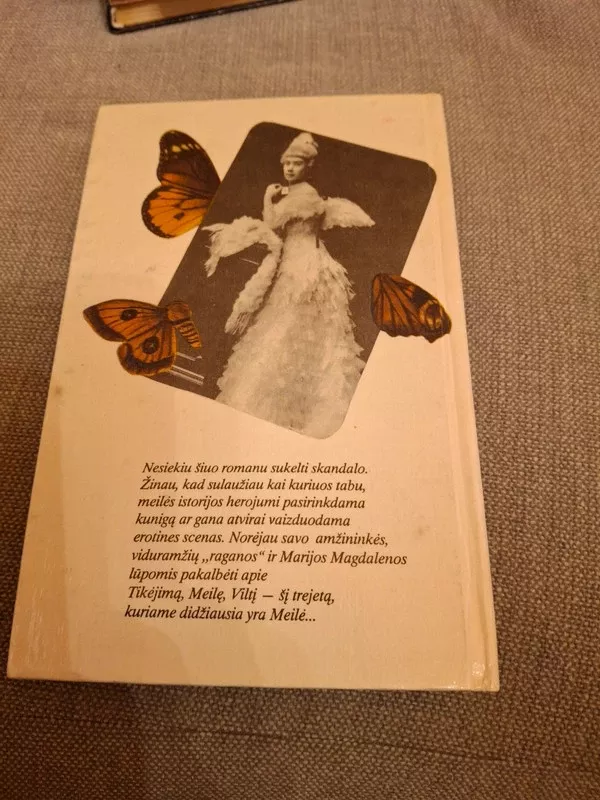 Nesiekiu šiuo romanu sukelti skandalo.
Žinau, kad sulaužiau kai kuriuos tabu,
meilės istorijos herojumi pasirinkdama
kunigą ar gana atvirai vaizduodama
erotines scenas. Norėjau savo amžininkės,
viduramžių „raganos“ ir Marijos Magdalenos
lūpomis pakalbėti apie
Tikėjimą, Meilę, Viltį — šį trejetą,
kuriame didžiausia yra Meilė...